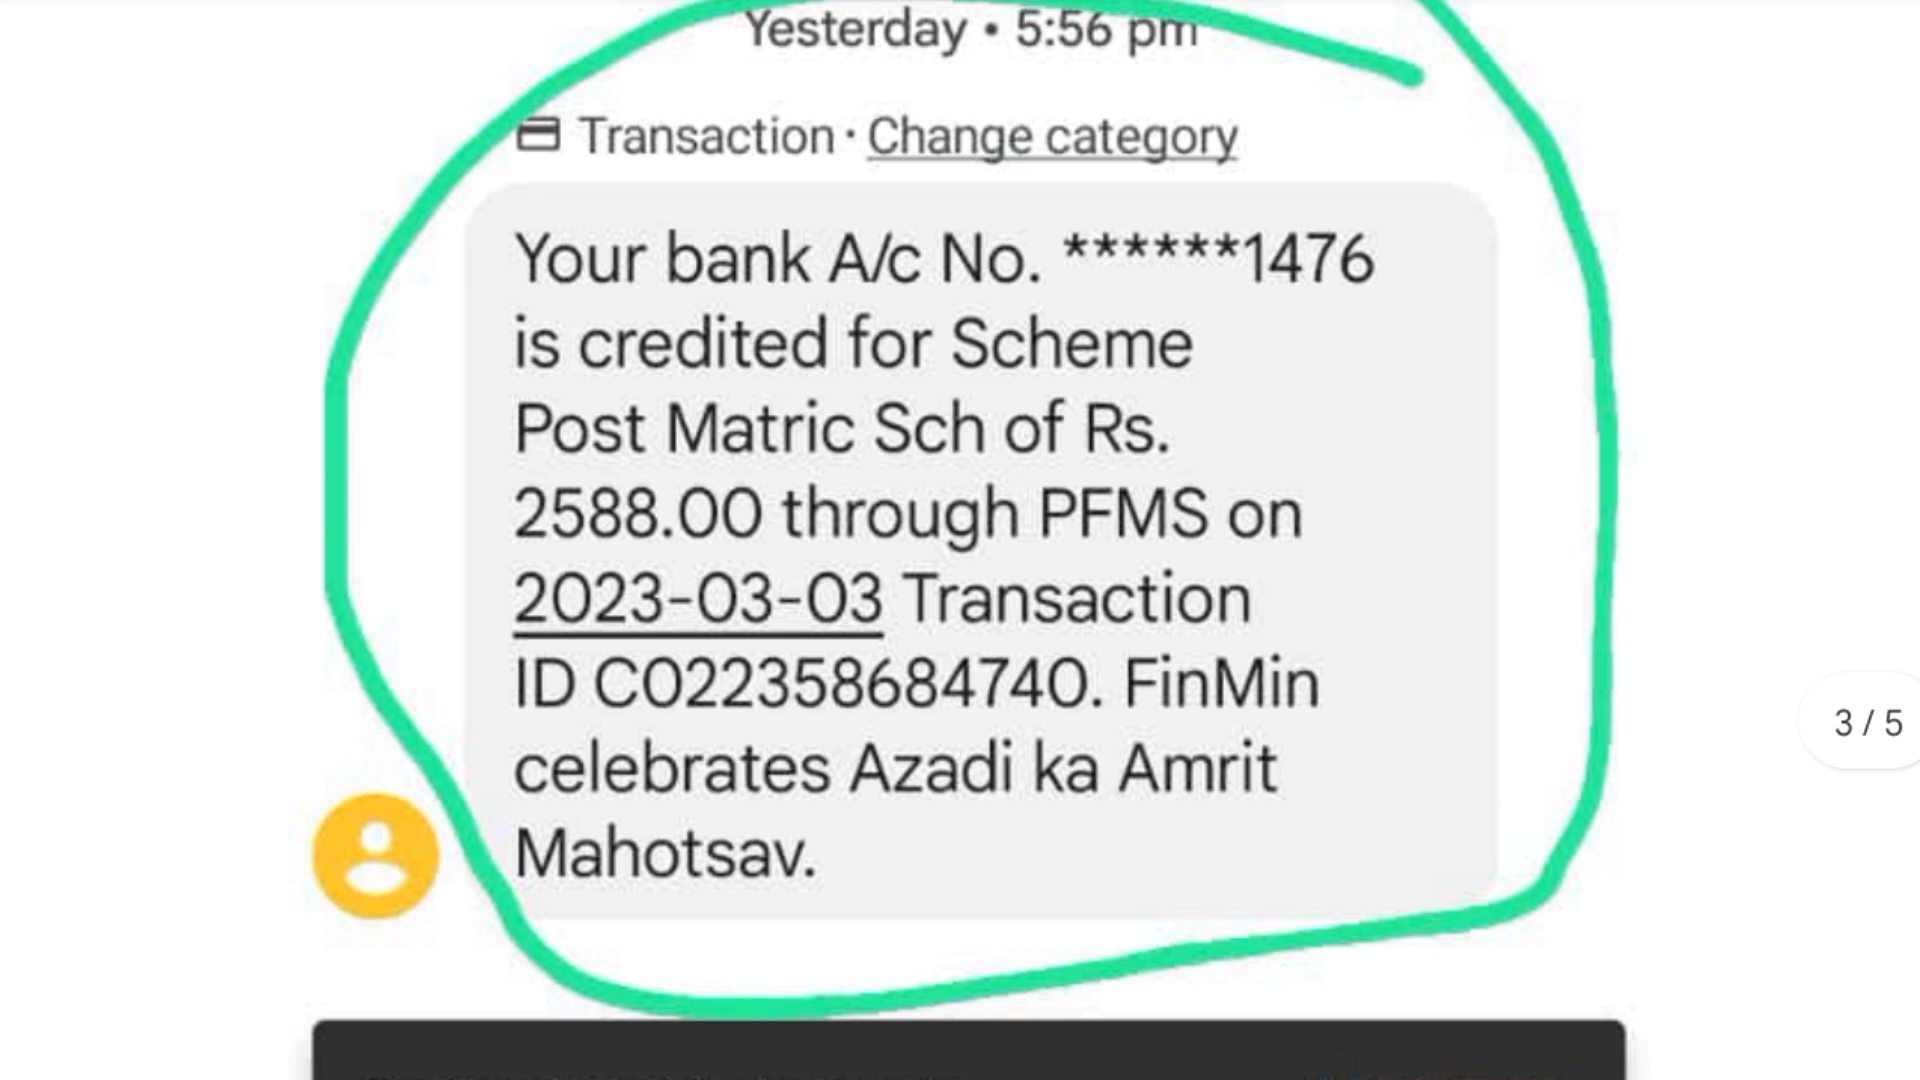 Yesterday • 5:56 pm
Transaction · Change category
Your bank A/c No. ******1476
is credited for Scheme
Post Matric Sch of Rs.
2588.00 through PFMS on
2023-03-03 Transaction
ID C022358684740. FinMin
celebrates Azadi ka Amrit
Mahotsav.
3 / 5